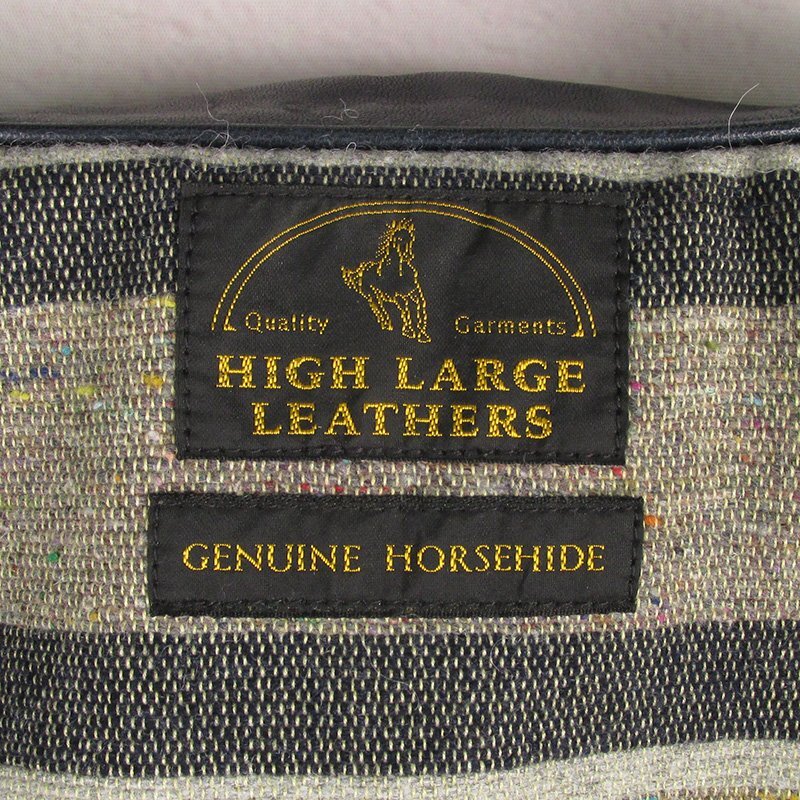 Quality Garments
HIGH LARGE
LEATHERS
GENUINE HORSEHIDE